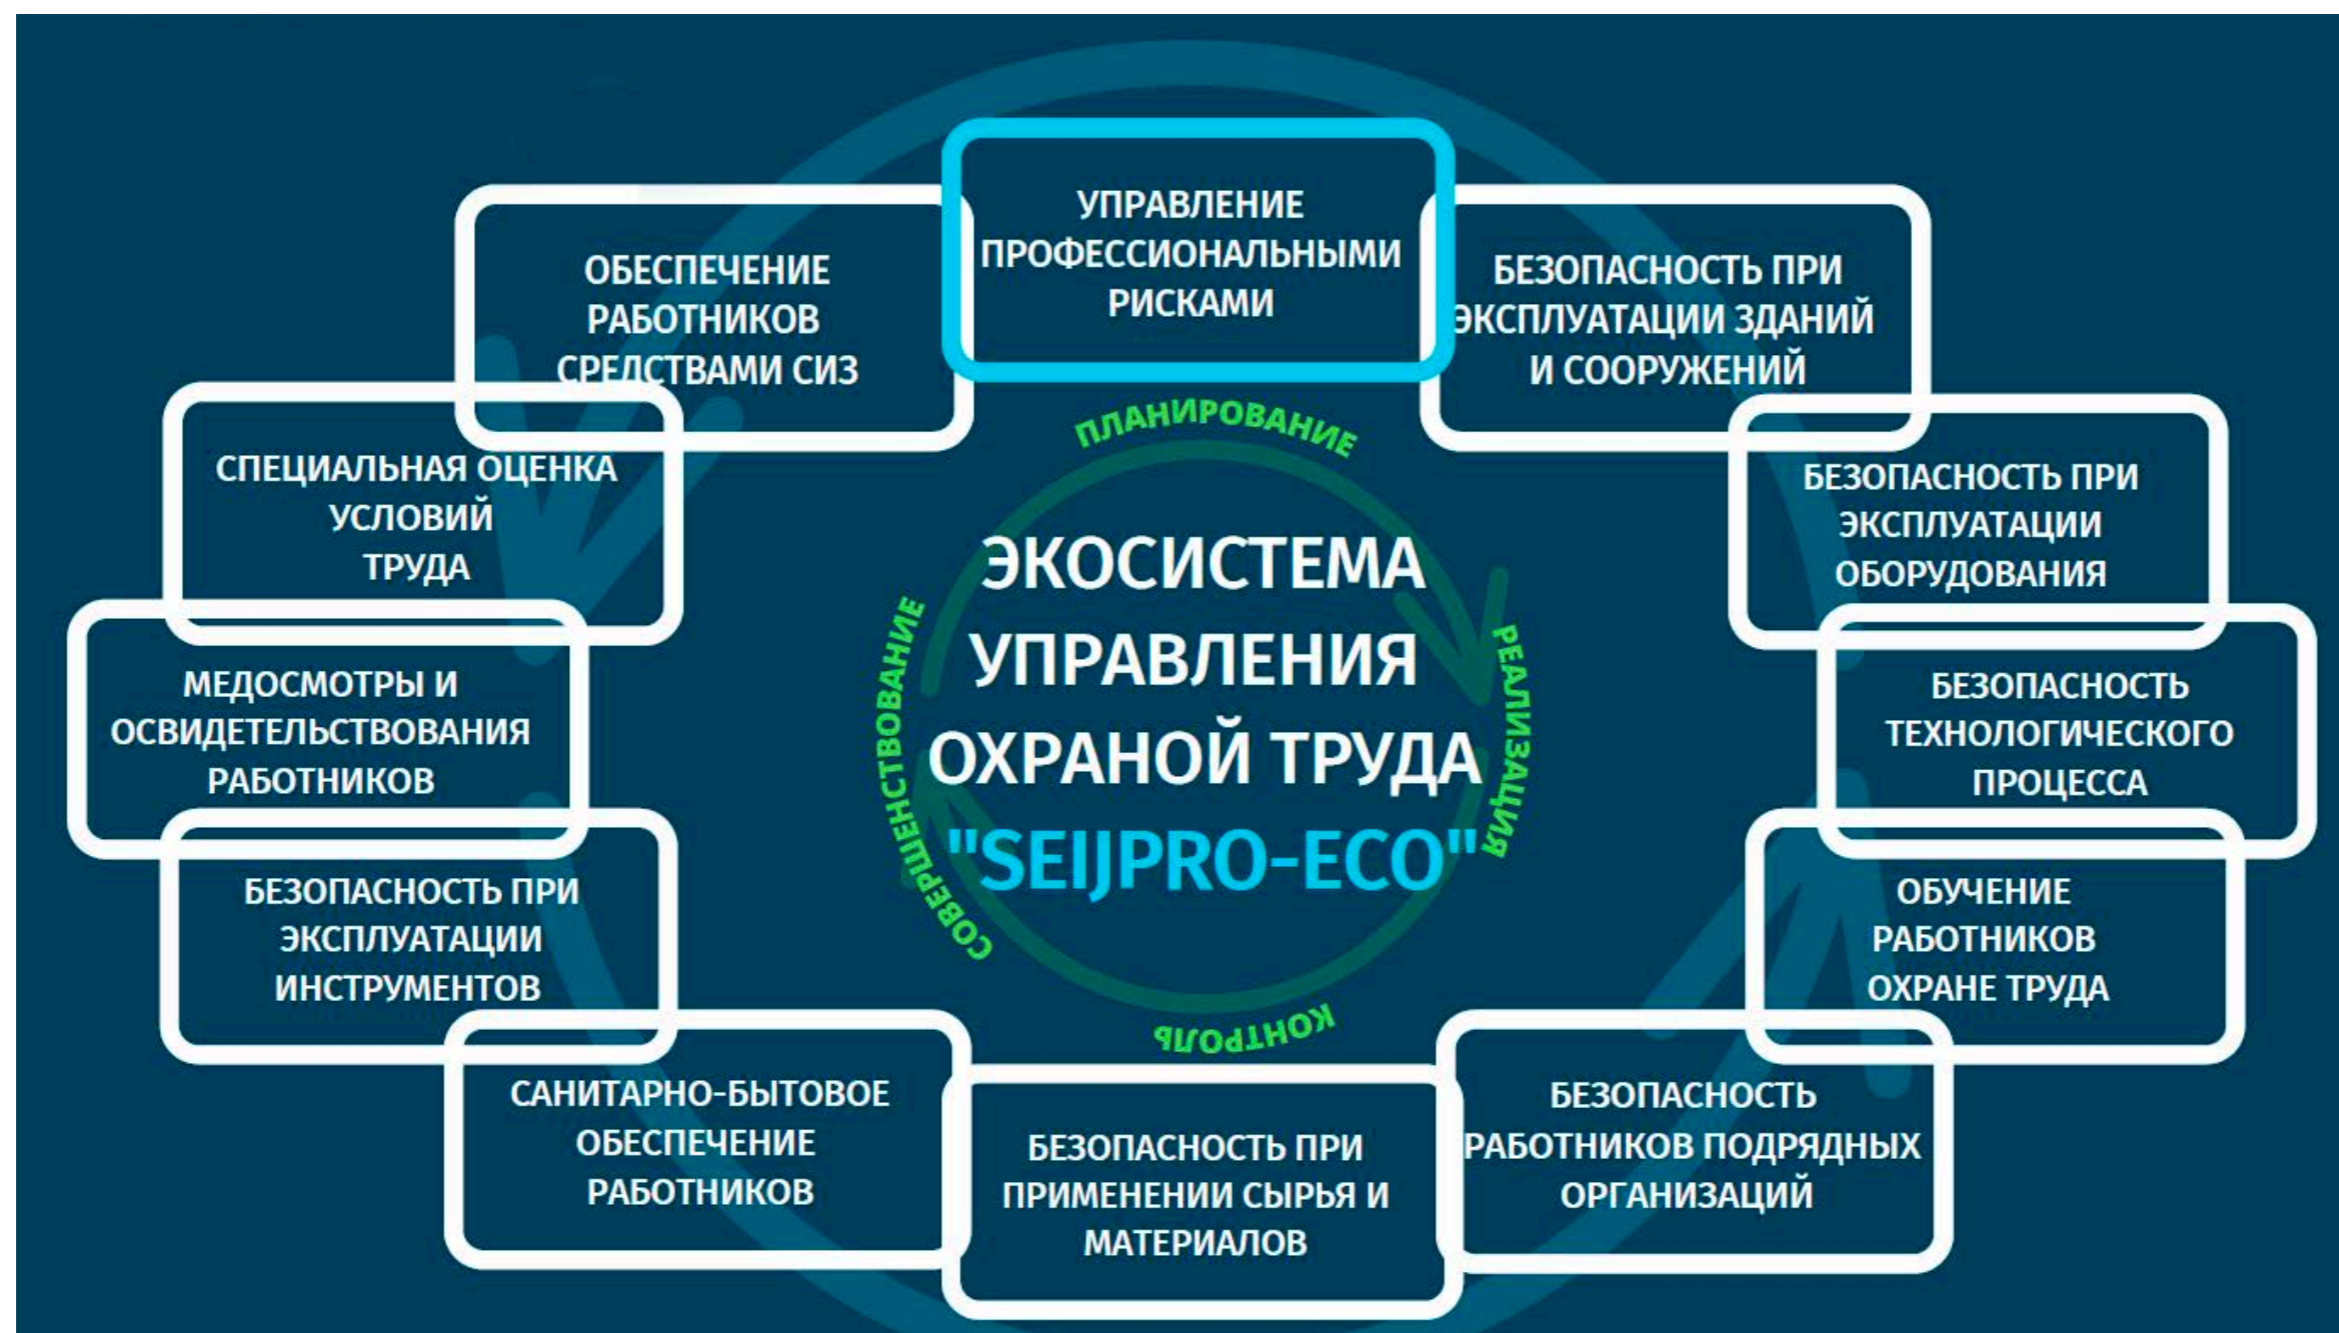 УПРАВЛЕНИЕ
ПРОФЕССИОНАЛЬНЫМИ
РИСКАМИ
БЕЗОПАСНОСТЬ ПРИ
ЭКСПЛУАТАЦИИ ЗДАНИЙ
И СООРУЖЕНИЙ
БЕЗОПАСНОСТЬ ПРИ
ЭКСПЛУАТАЦИИ
ОБОРУДОВАНИЯ
БЕЗОПАСНОСТЬ
ТЕХНОЛОГИЧЕСКОГО
ПРОЦЕССА
ОБУЧЕНИЕ
РАБОТНИКОВ
ОХРАНЕ ТРУДА
БЕЗОПАСНОСТЬ
РАБОТНИКОВ ПОДРЯДНЫХ
ОРГАНИЗАЦИЙ
БЕЗОПАСНОСТЬ ПРИ
ПРИМЕНЕНИИ СЫРЬЯ И
МАТЕРИАЛОВ
САНИТАРНО-БЫТОВОЕ
ОБЕСПЕЧЕНИЕ
РАБОТНИКОВ
БЕЗОПАСНОСТЬ ПРИ
ЭКСПЛУАТАЦИИ
ИНСТРУМЕНТОВ
МЕДОСМОТРЫ И
ОСВИДЕТЕЛЬСТВОВАНИЯ
РАБОТНИКОВ
СПЕЦИАЛЬНАЯ ОЦЕНКА
УСЛОВИЙ
ТРУДА
ОБЕСПЕЧЕНИЕ
РАБОТНИКОВ
СРЕДСТВАМИ СИЗ
ПЛАНИРОВАНИЕ
РЕАЛИЗАЦИЯ
КОНТРОЛЬ
СОВЕРШЕНСТВОВАНИЕ
ЭКОСИСТЕМА
УПРАВЛЕНИЯ
ОХРАНОЙ ТРУДА
"SEIJPRO-ECO"